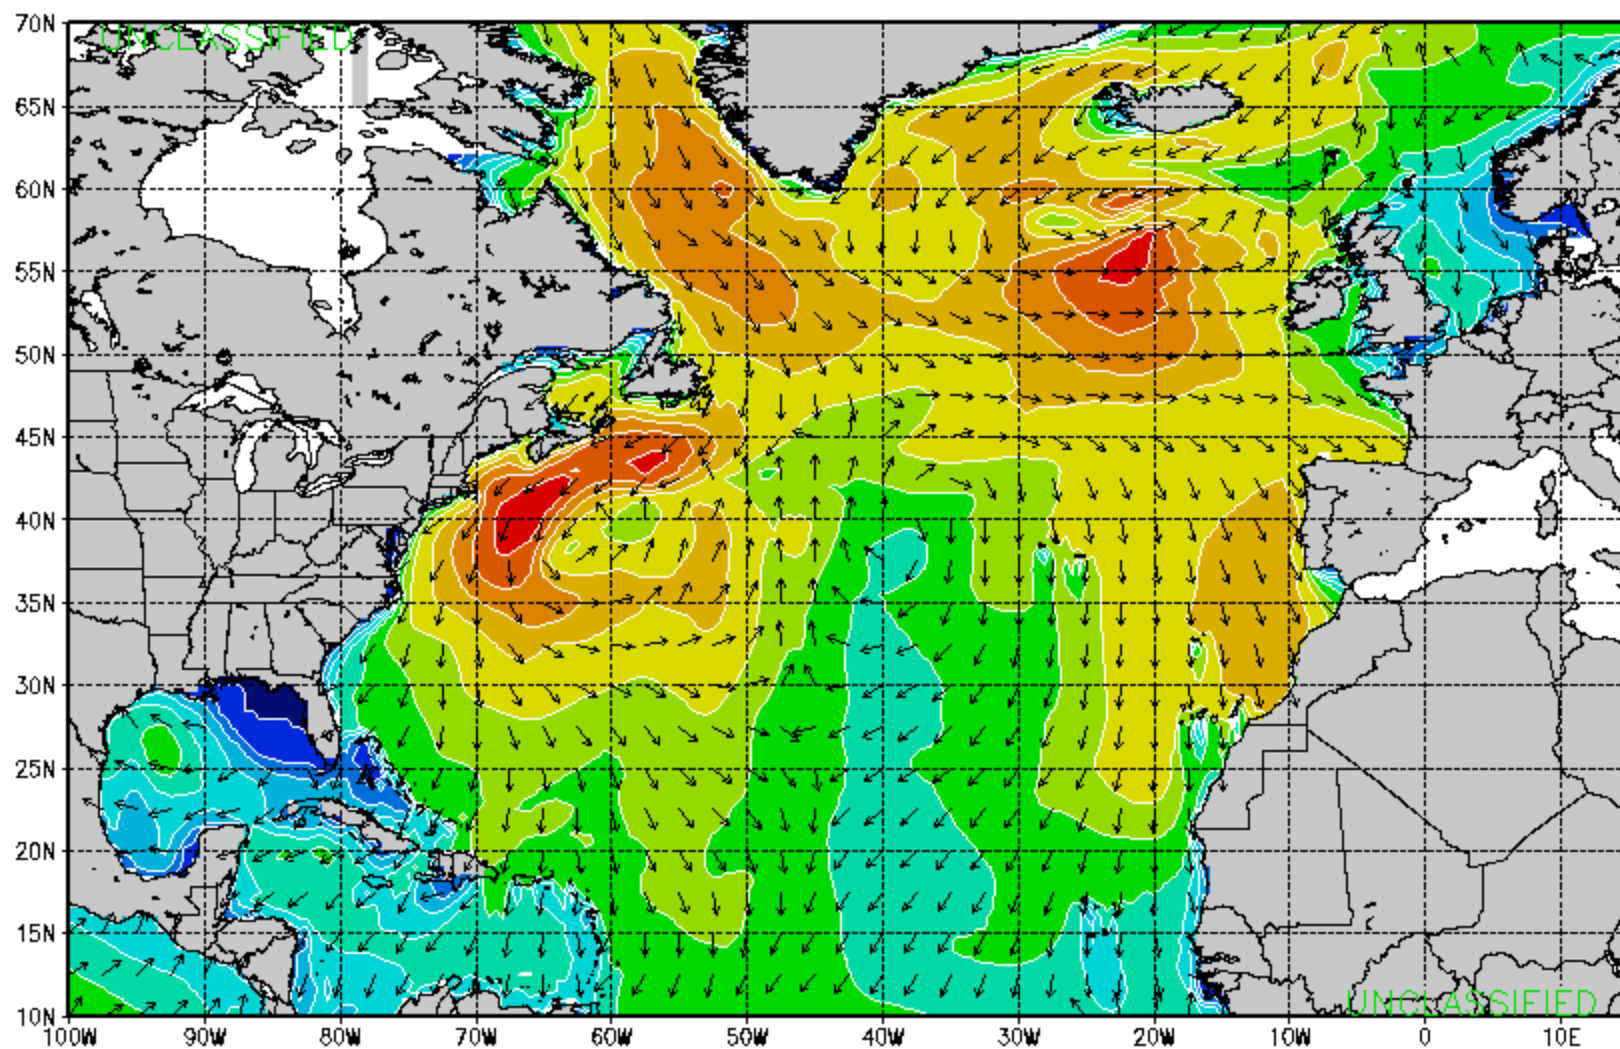 70N
UNCLASSIFIED
65N
60N
55N
50N
45N
40N
35N
30N
25N
20N
15N
UNCLASSIFIED
10N
100W 90W 80W 70W 60W 50W 40W 30W 20W 10W 0 10E